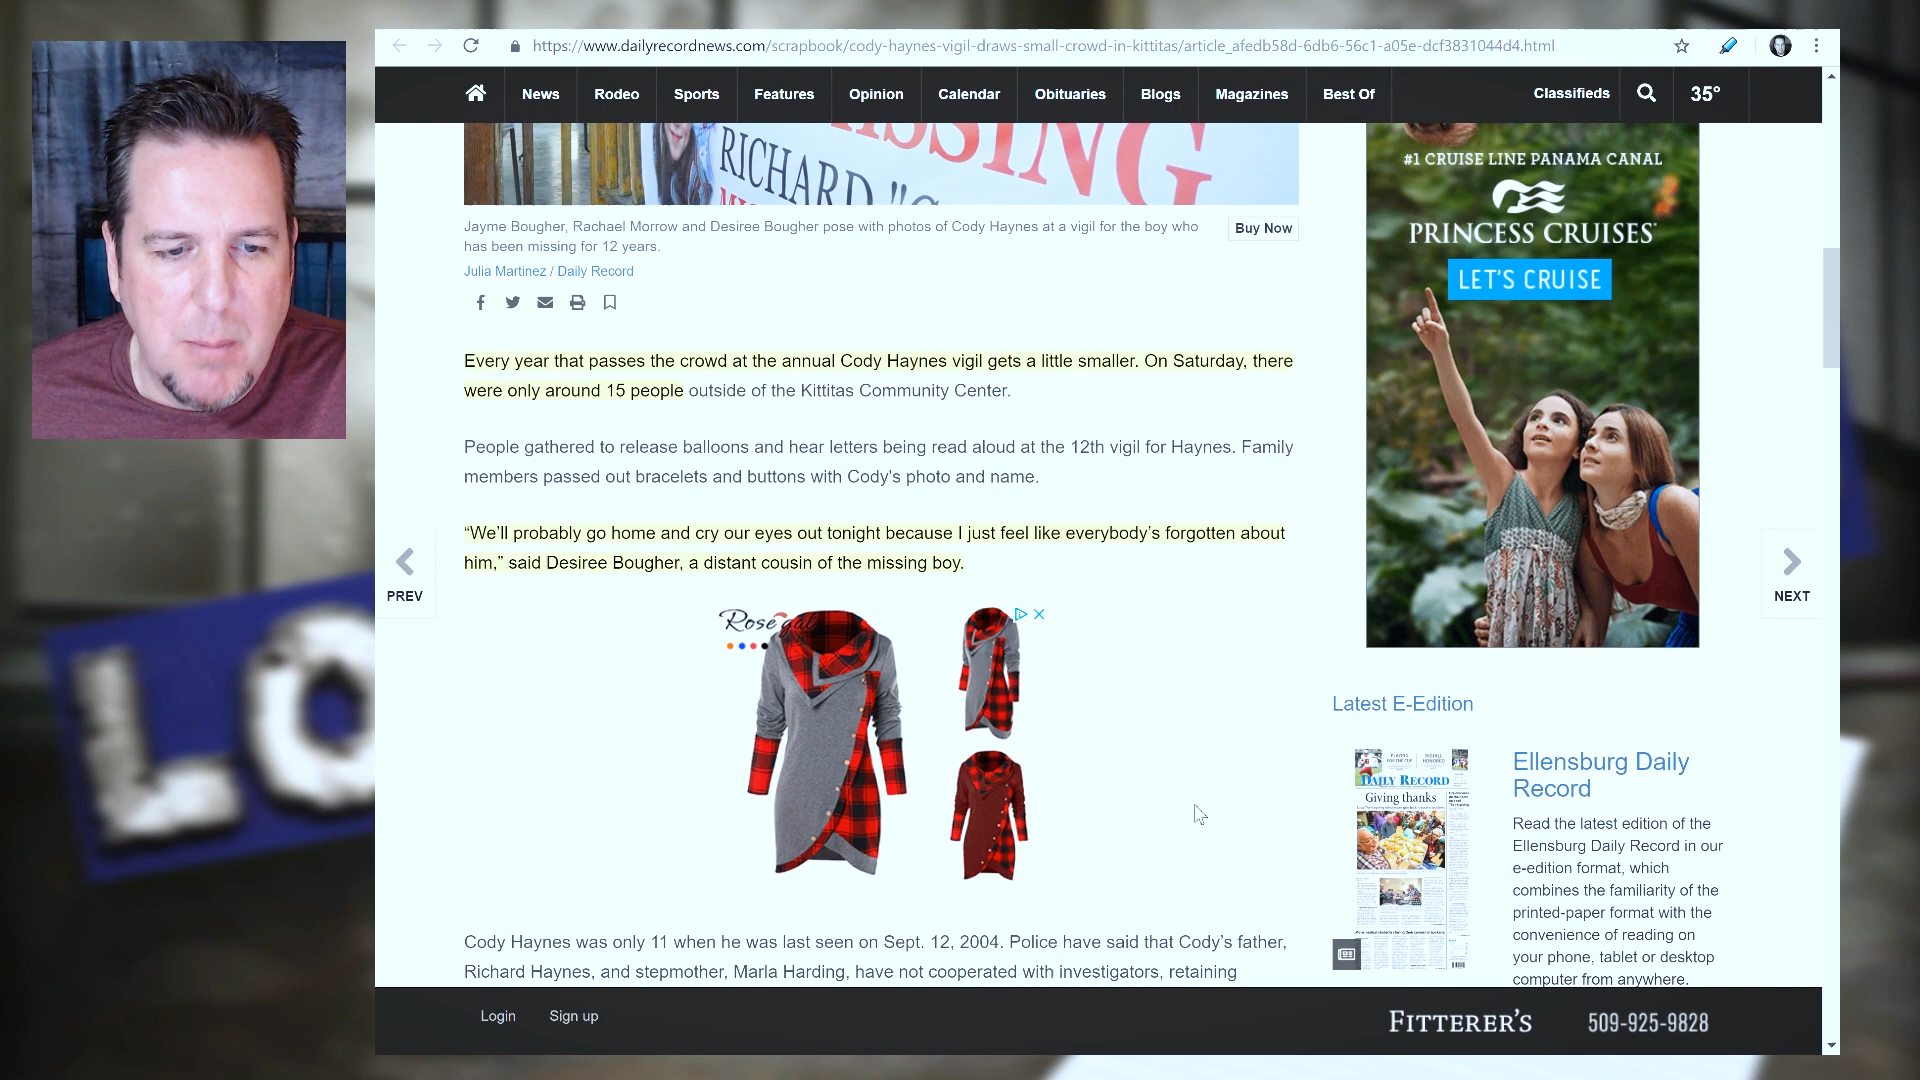 https://www.dailyrecordnews.com/scrapbook/cody-haynes-vigil-draws-small-crowd-in-kittitas/article_afedb58d-6db6-56c1-a05e-dcf3831044d4.html
News Rodeo Sports Features Opinion Calendar Obituaries Blogs Magazines Best Of Classifieds 35°
SSING
RICHARD "C
#1 CRUISE LINE PANAMA CANAL
PRINCESS CRUISES
LET'S CRUISE
Jayme Bougher, Rachael Morrow and Desiree Bougher pose with photos of Cody Haynes at a vigil for the boy who
has been missing for 12 years.
Buy Now
Julia Martinez / Daily Record
Every year that passes the crowd at the annual Cody Haynes vigil gets a little smaller. On Saturday, there
were only around 15 people outside of the Kittitas Community Center.
People gathered to release balloons and hear letters being read aloud at the 12th vigil for Haynes. Family
members passed out bracelets and buttons with Cody's photo and name.
“We’ll probably go home and cry our eyes out tonight because I just feel like everybody’s forgotten about
him,” said Desiree Bougher, a distant cousin of the missing boy.
PREV
NEXT
Rosegal
LO
Latest E-Edition
DAILY RECORD
Giving thanks
Ellensburg Daily
Record
Read the latest edition of the
Ellensburg Daily Record in our
e-edition format, which
combines the familiarity of the
printed-paper format with the
convenience of reading on
your phone, tablet or desktop
computer from anywhere.
Cody Haynes was only 11 when he was last seen on Sept. 12, 2004. Police have said that Cody’s father,
Richard Haynes, and stepmother, Marla Harding, have not cooperated with investigators, retaining
Login Sign up
FITTERER'S 509-925-9828